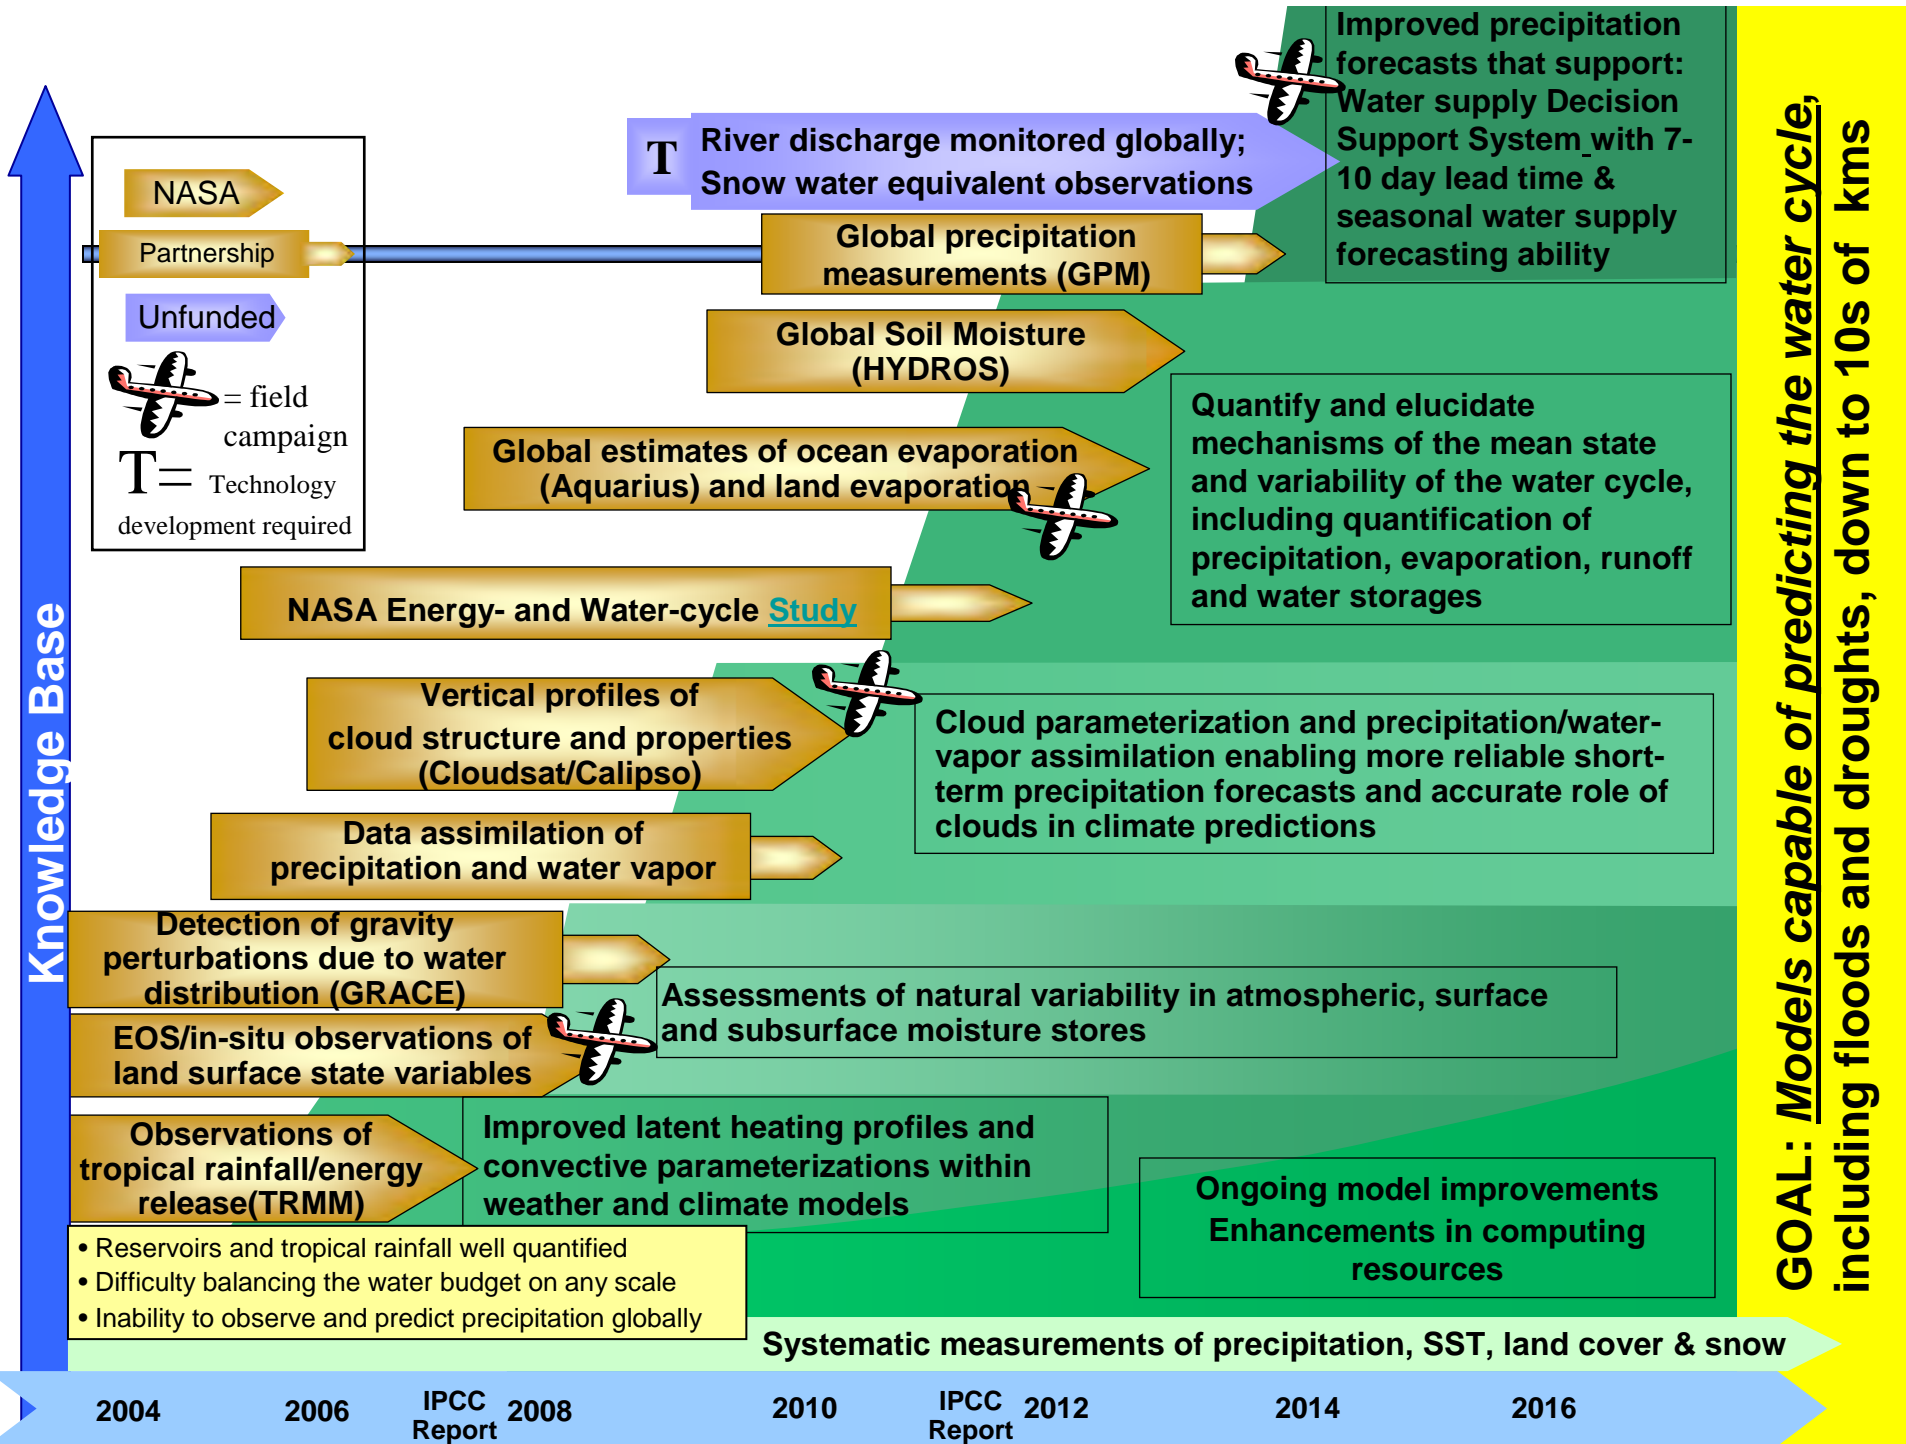 Improved precipitation
forecasts that support:
Water supply Decision
Support System with 7-
10 day lead time &
seasonal water supply
forecasting ability
T
River discharge monitored globally;
Snow water equivalent observations
NASA
Partnership
Unfunded
= field
campaign
T= Technology
development required
Global precipitation
measurements (GPM)
Global Soil Moisture
(HYDROS)
Quantify and elucidate
mechanisms of the mean state
and variability of the water cycle,
including quantification of
precipitation, evaporation, runoff
and water storages
Global estimates of ocean evaporation
(Aquarius) and land evaporation
NASA Energy- and Water-cycle Study
Vertical profiles of
cloud structure and properties
(Cloudsat/Calipso)
Cloud parameterization and precipitation/water-
vapor assimilation enabling more reliable short-
term precipitation forecasts and accurate role of
clouds in climate predictions
Data assimilation of
precipitation and water vapor
Detection of gravity
perturbations due to water
distribution (GRACE)
Assessments of natural variability in atmospheric, surface
and subsurface moisture stores
EOS/in-situ observations of
land surface state variables
Observations of
tropical rainfall/energy
release(TRMM)
Improved latent heating profiles and
convective parameterizations within
weather and climate models
Ongoing model improvements
Enhancements in computing
resources
• Reservoirs and tropical rainfall well quantified
• Difficulty balancing the water budget on any scale
• Inability to observe and predict precipitation globally
Systematic measurements of precipitation, SST, land cover & snow
Knowledge Base
GOAL: Models capable of predicting the water cycle,
including floods and droughts, down to 10s of kms
2004
2006
IPCC
Report
2008
2010
IPCC
Report
2012
2014
2016